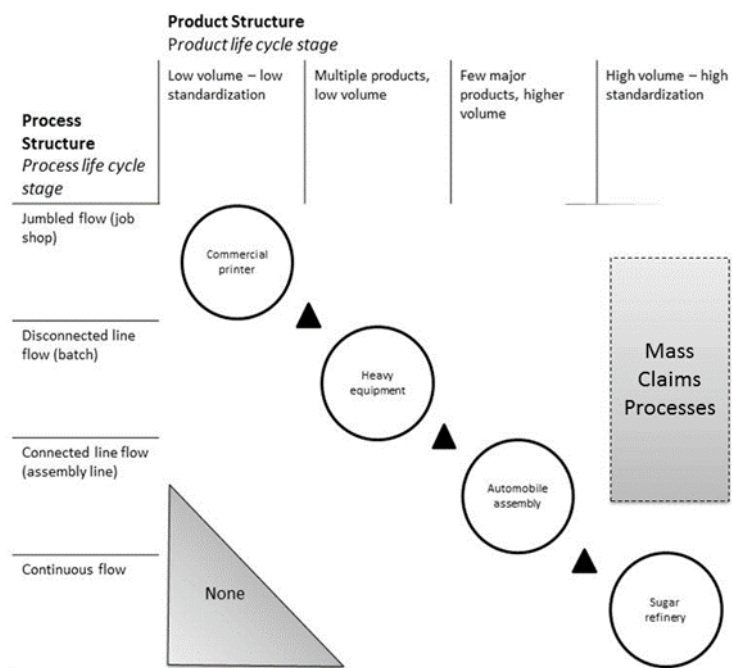 Product Structure
Product life cycle stage
Low volume – low
standardization
Multiple products,
low volume
Few major
products, higher
volume
High volume – high
standardization
Process
Structure
Process life cycle
stage
Jumbled flow (job
shop)
Commercial
printer
Disconnected line
flow (batch)
Heavy
equipment
Mass
Claims
Processes
Connected line flow
(assembly line)
Automobile
assembly
Continuous flow
None
Sugar
refinery